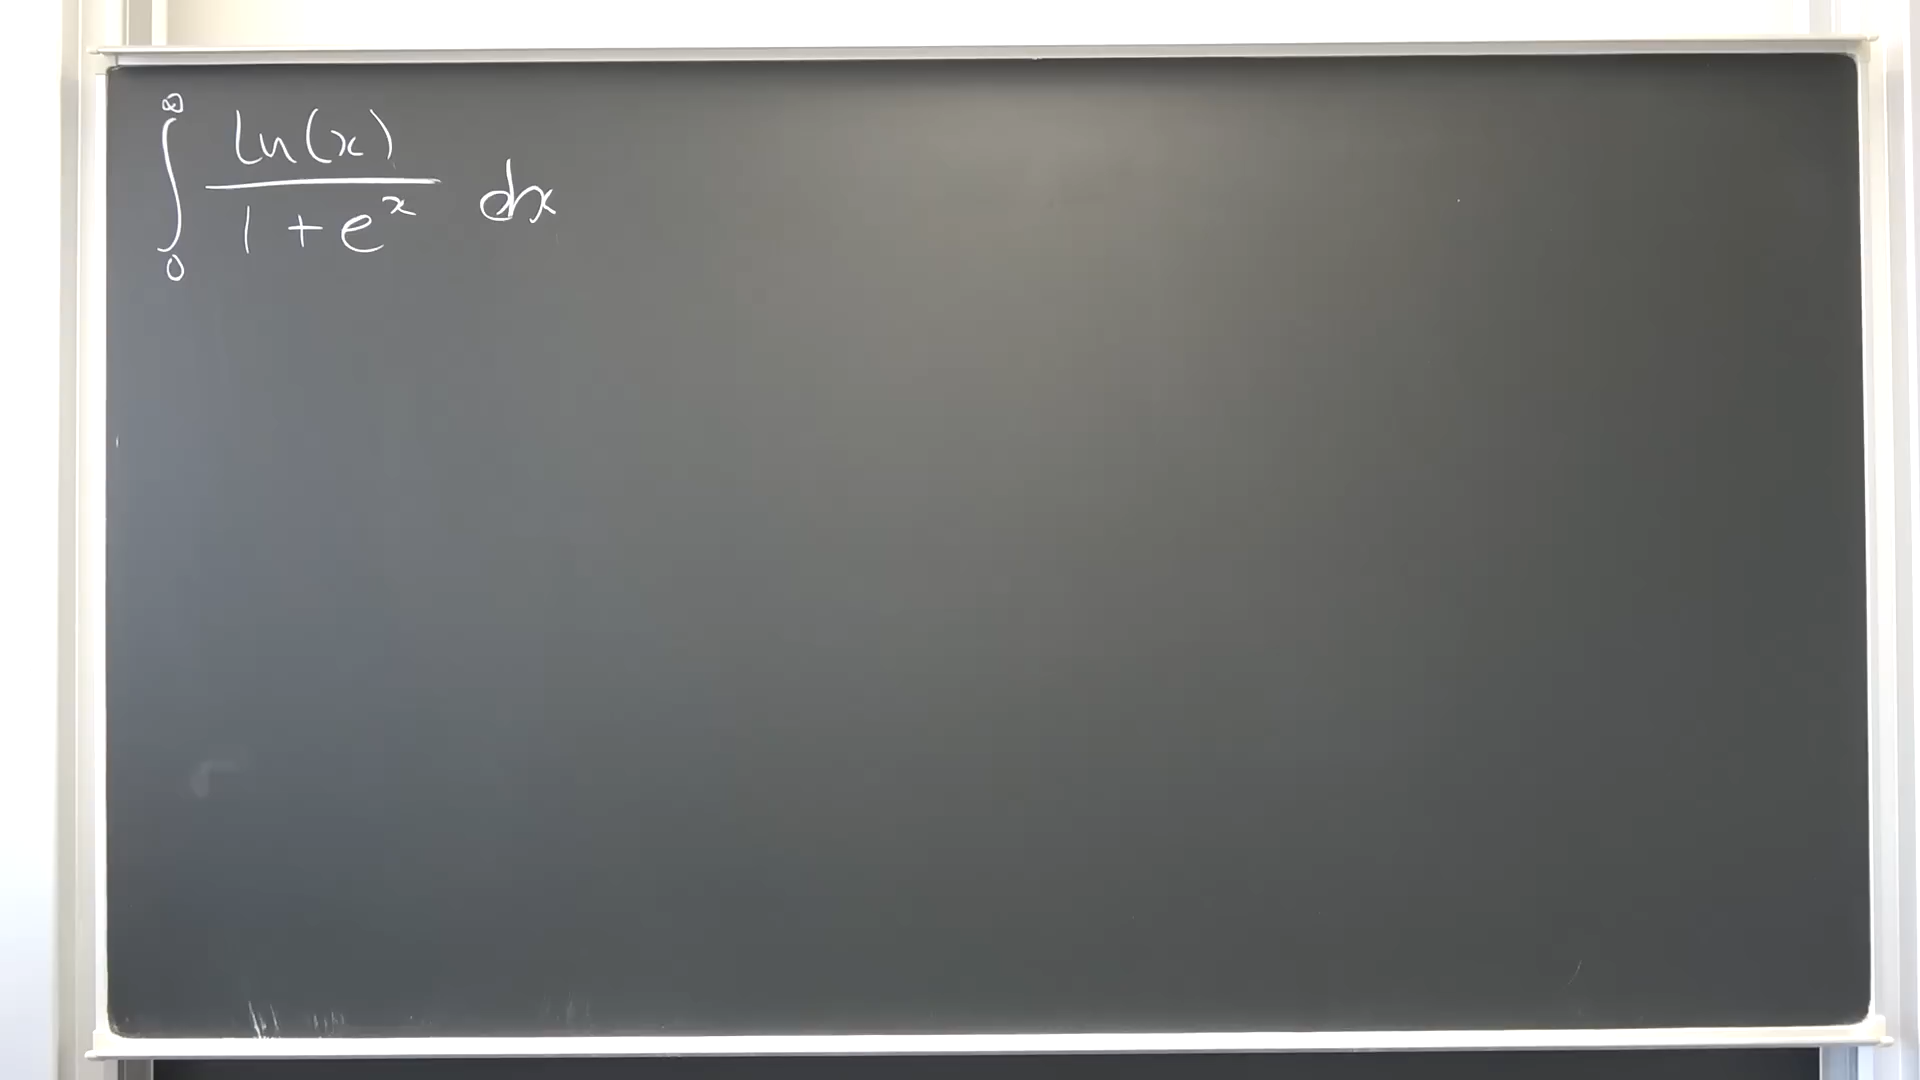 ∫₀^∞ ln(x)/(1+e^x) dx